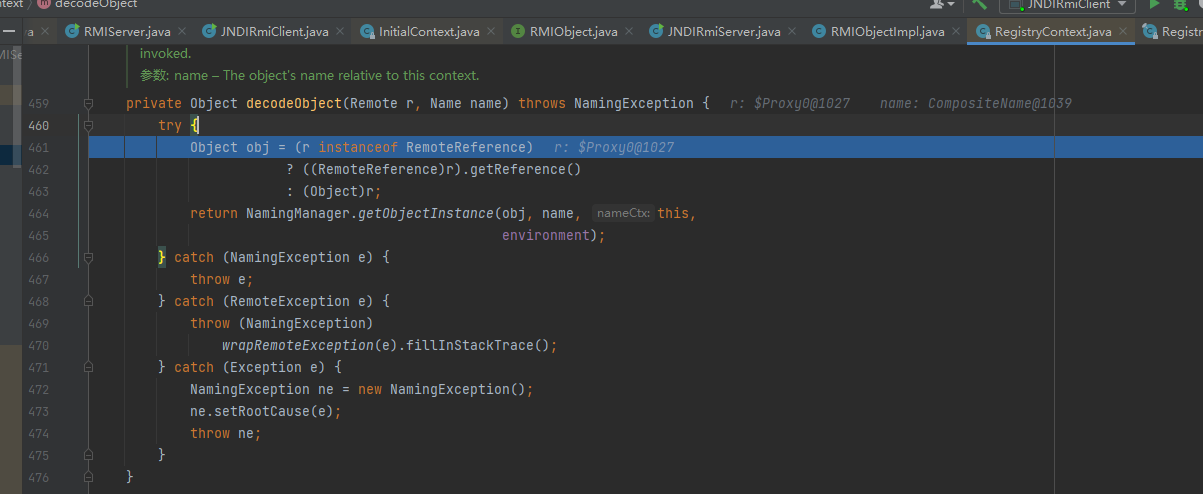 ntext › decodeObject JNDIRmiClient
a RMIServer.java JNDIRmiClient.java InitialContext.java RMIObject.java JNDIRmiServer.java RMIObjectImpl.java RegistryContext.java Registr
MISe
invoked.
参数: name – The object's name relative to this context.
459 private Object decodeObject(Remote r, Name name) throws NamingException { r: $Proxy0@1027 name: CompositeName@1039
460 try {
461 Object obj = (r instanceof RemoteReference) r: $Proxy0@1027
462 ? ((RemoteReference)r).getReference()
463 : (Object)r;
464 return NamingManager.getObjectInstance(obj, name, nameCtx: this,
465 environment);
466 } catch (NamingException e) {
467 throw e;
468 } catch (RemoteException e) {
469 throw (NamingException)
470 wrapRemoteException(e).fillInStackTrace();
471 } catch (Exception e) {
472 NamingException ne = new NamingException();
473 ne.setRootCause(e);
474 throw ne;
475 }
476 }